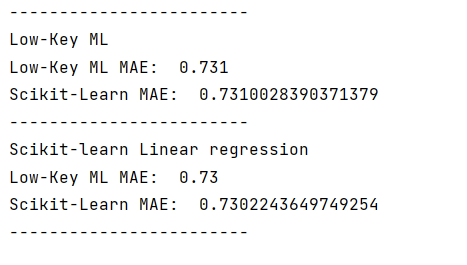 ------------------------
Low-Key ML
Low-Key ML MAE:  0.731
Scikit-Learn MAE:  0.7310028390371379
------------------------
Scikit-learn Linear regression
Low-Key ML MAE:  0.73
Scikit-Learn MAE:  0.7302243649749254
------------------------